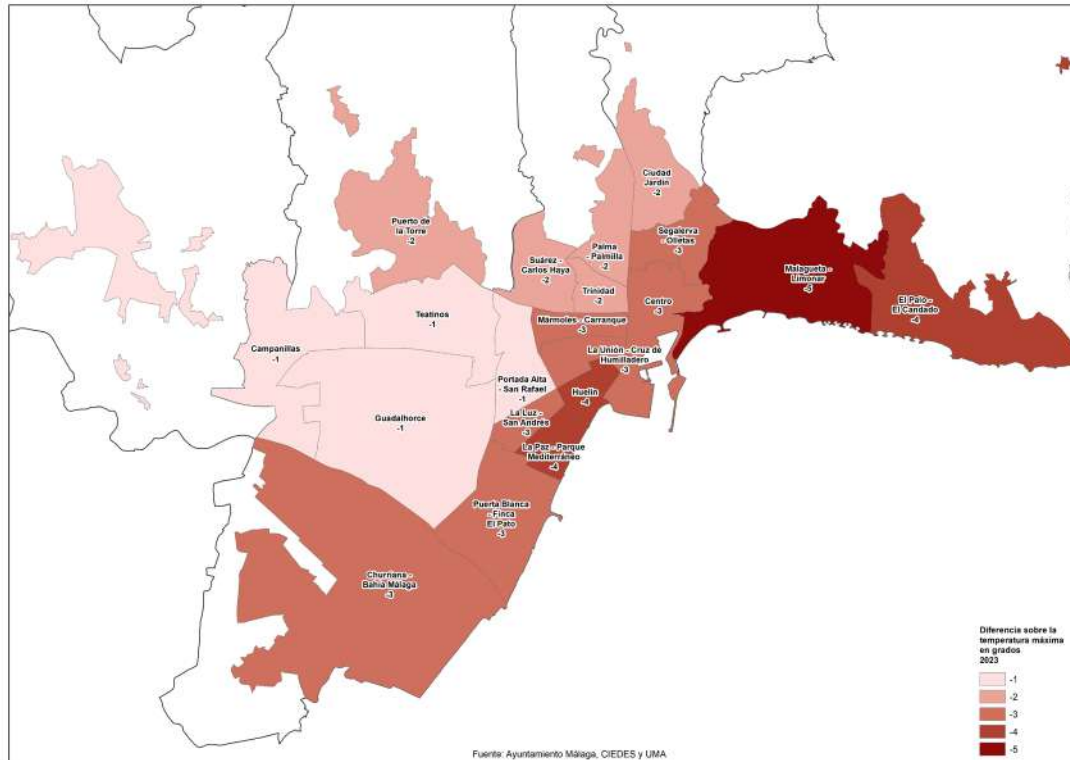 Ciudad
Jardín
-2
Puerto de
la Torre
-2
Segalerva
- Olletas
-3
Palma
- Palmilla
-2
Suárez -
Carlos Haya
-2
Malagueta -
Limonar
-5
Trinidad
-2
Centro
-3
El Palo -
El Candado
-4
Teatinos
-1
Mármoles - Carranque
-3
Campanillas
-1
La Unión - Cruz de
Humilladero
-3
Portada Alta
- San Rafael
-1
Huelin
-4
Guadalhorce
-1
La Luz -
San Andrés
-3
La Paz - Parque
Mediterráneo
-4
Puerta Blanca
- Finca
El Pato
-3
Churriana -
Bahía Málaga
-3
Diferencia sobre la
temperatura máxima
en grados
2023
-1
-2
-3
-4
-5
Fuente: Ayuntamiento Málaga, CIEDES y UMA